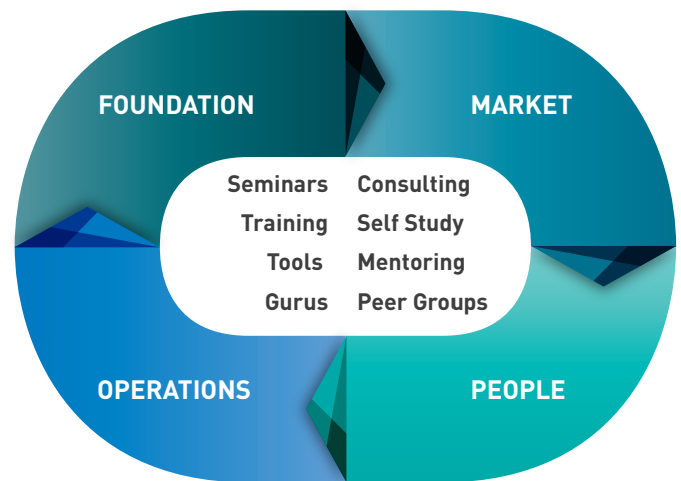 FOUNDATION
MARKET
Seminars Consulting
Training Self Study
Tools Mentoring
Gurus Peer Groups
OPERATIONS
PEOPLE